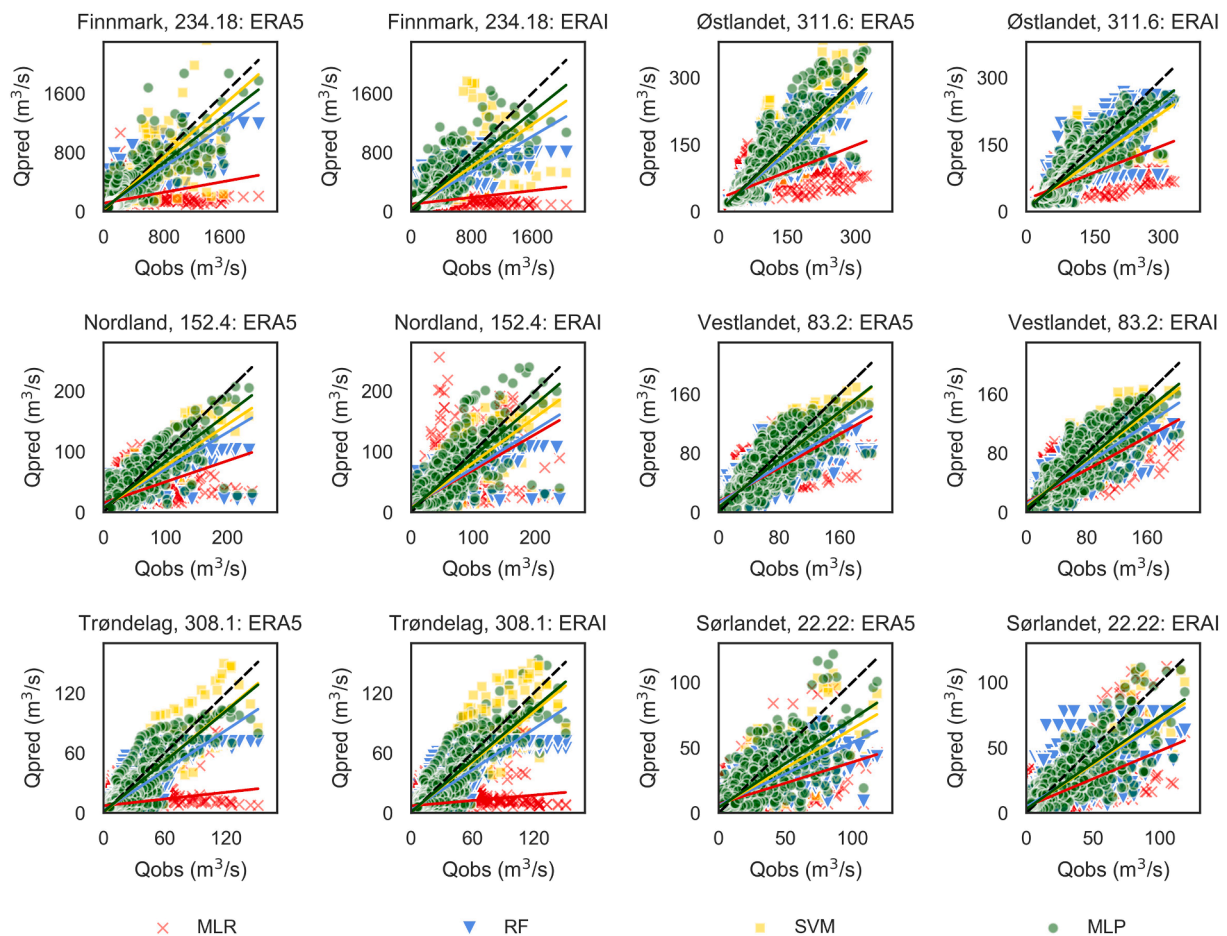 Finnmark, 234.18: ERA5
Finnmark, 234.18: ERAI
Østlandet, 311.6: ERA5
Østlandet, 311.6: ERAI
Qpred (m³/s)
1600
800
0
0 800 1600
Qobs (m³/s)
Qpred (m³/s)
1600
800
0
0 800 1600
Qobs (m³/s)
Qpred (m³/s)
300
150
0
0 150 300
Qobs (m³/s)
Qpred (m³/s)
300
150
0
0 150 300
Qobs (m³/s)
Nordland, 152.4: ERA5
Nordland, 152.4: ERAI
Vestlandet, 83.2: ERA5
Vestlandet, 83.2: ERAI
Qpred (m³/s)
200
100
0
0 100 200
Qobs (m³/s)
Qpred (m³/s)
200
100
0
0 100 200
Qobs (m³/s)
Qpred (m³/s)
160
80
0
0 80 160
Qobs (m³/s)
Qpred (m³/s)
160
80
0
0 80 160
Qobs (m³/s)
Trøndelag, 308.1: ERA5
Trøndelag, 308.1: ERAI
Sørlandet, 22.22: ERA5
Sørlandet, 22.22: ERAI
Qpred (m³/s)
120
60
0
0 60 120
Qobs (m³/s)
Qpred (m³/s)
120
60
0
0 60 120
Qobs (m³/s)
Qpred (m³/s)
100
50
0
0 50 100
Qobs (m³/s)
Qpred (m³/s)
100
50
0
0 50 100
Qobs (m³/s)
MLR RF SVM MLP